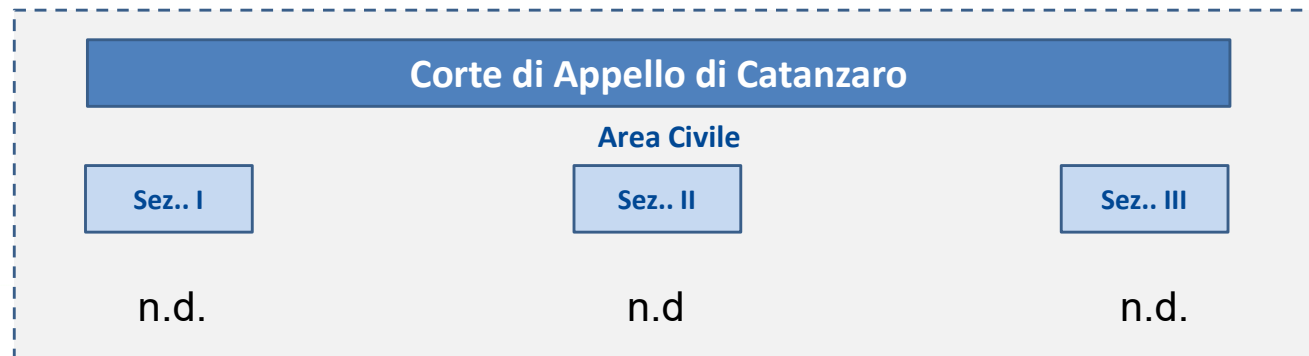 Corte di Appello di Catanzaro
Area Civile
Sez.. I
Sez.. II
Sez.. III
n.d.
n.d
n.d.